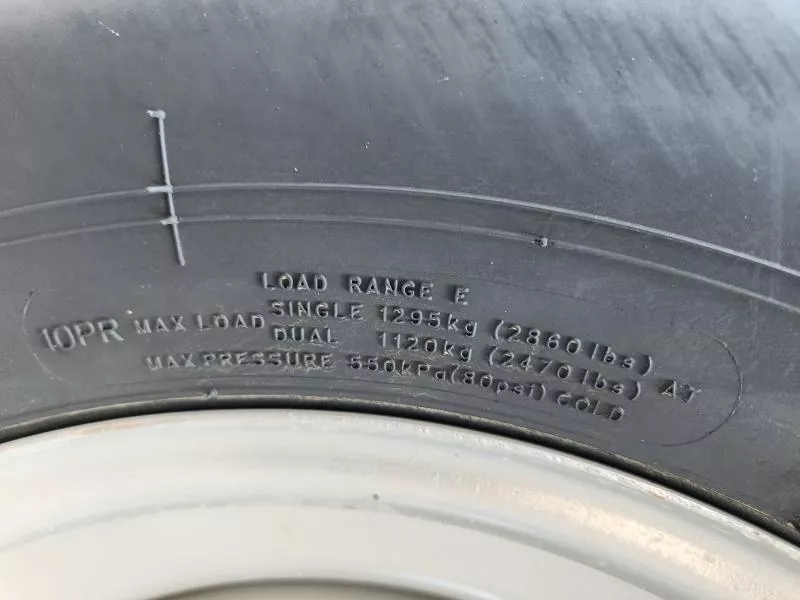 LOAD RANGE E
10PR MAX LOAD SINGLE 1295kg (2860 lbs)
DUAL 1120kg (2470 lbs) AT
MAX PRESSURE 550kPa (80psi) COLD